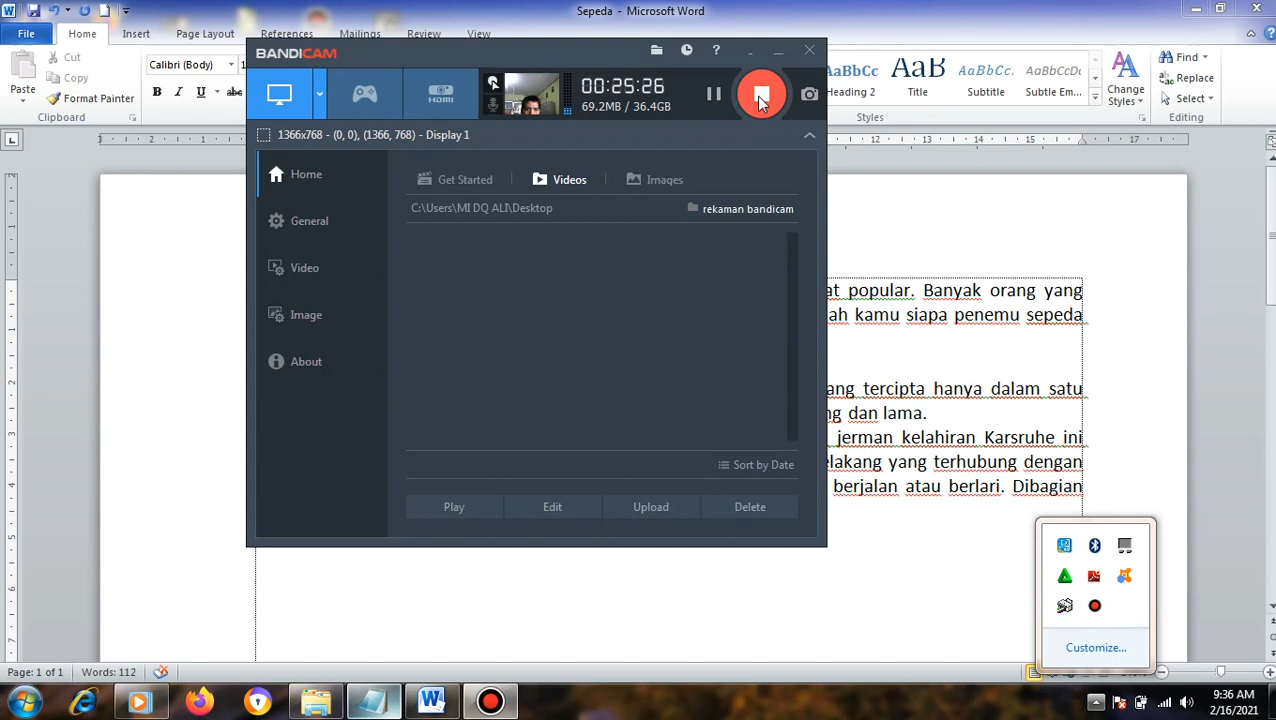 Sepeda - Microsoft Word
File Home Insert Page Layout References Mailings Review View
Cut
Copy
Format Painter
Paste
Clipboard
Calibri (Body)
B I U abc
Heading 2
Title
Subtitle
Subtle Em
Change Styles
Styles
Find
Replace
Select
Editing
BANDICAM
00:25:26
69.2MB / 36.4GB
HDMI
1366x768 - (0, 0), (1366, 768) - Display 1
Home
General
Video
Image
About
Get Started
Videos
Images
C:\Users\MI DQ ALI\Desktop
rekaman bandicam
Sort by Date
Play
Edit
Upload
Delete
at popular. Banyak orang yang
ah kamu siapa penemu sepeda
ang tercipta hanya dalam satu
ng dan lama.
jerman kelahiran Karsruhe ini
elakang yang terhubung dengan
berjalan atau berlari. Dibagian
Customize...
Page: 1 of 1
Words: 112
9:36 AM
2/16/2021